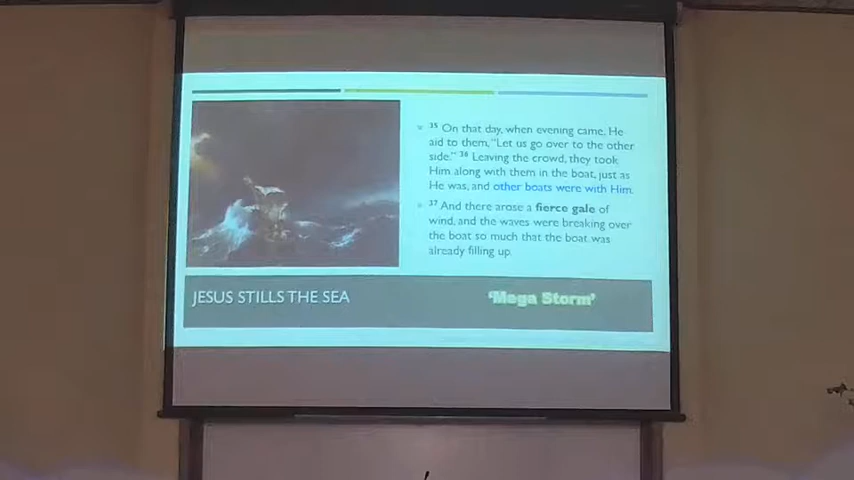 35 On that day, when evening came, He
aid to them, "Let us go over to the other
side." 36 Leaving the crowd, they took
Him along with them in the boat, just as
He was, and other boats were with Him.
37 And there arose a fierce gale of
wind, and the waves were breaking over
the boat so much that the boat was
already filling up.
JESUS STILLS THE SEA
'Mega Storm'